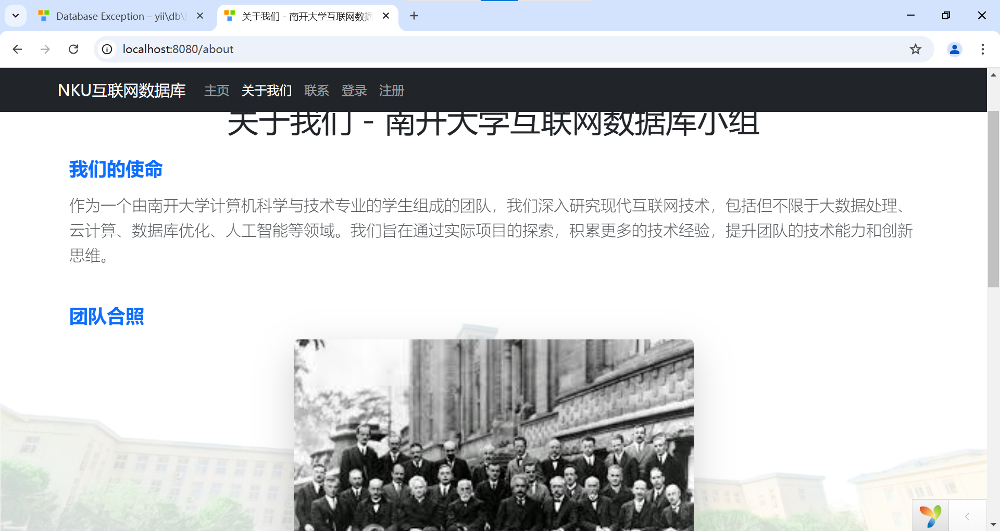 Database Exception – yii\db\
关于我们 - 南开大学互联网数据
localhost:8080/about
NKU互联网数据库 主页 关于我们 联系 登录 注册
关于我们 - 南开大学互联网数据库小组
我们的使命
作为一个由南开大学计算机科学与技术专业的学生组成的团队，我们深入研究现代互联网技术，包括但不限于大数据处理、
云计算、数据库优化、人工智能等领域。我们旨在通过实际项目的探索，积累更多的技术经验，提升团队的技术能力和创新
思维。
团队合照